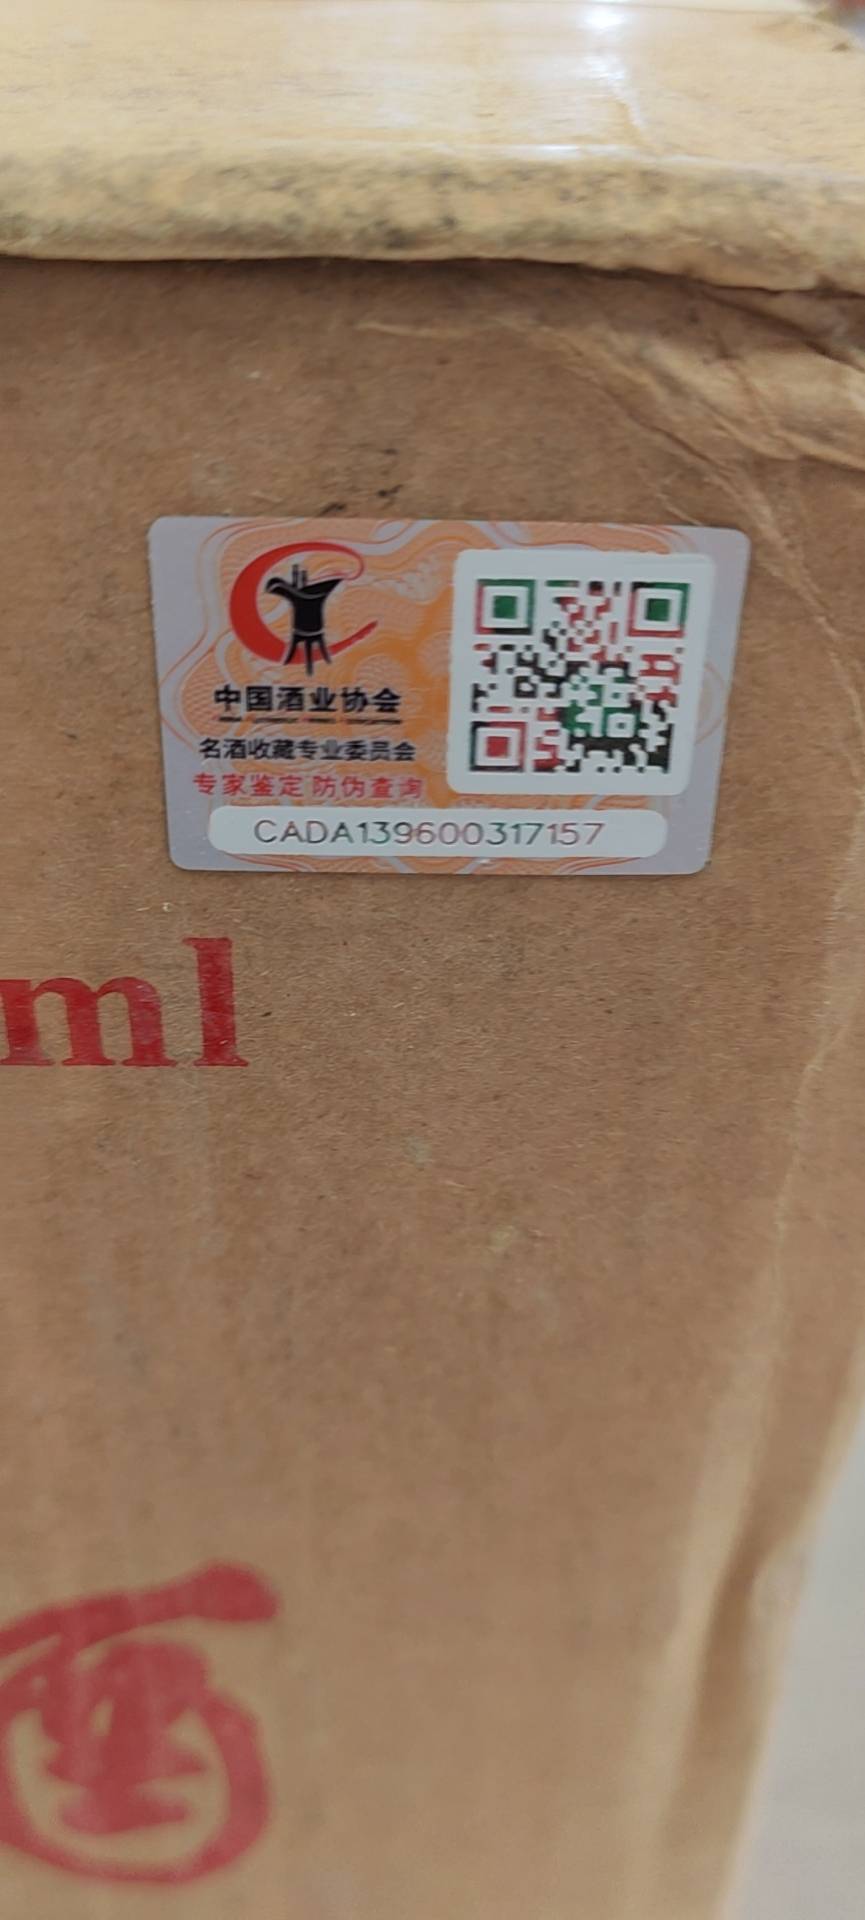 中国酒业协会
名酒收藏专业委员会
专家鉴定 防伪查询
CADA139600317157
ml
酒